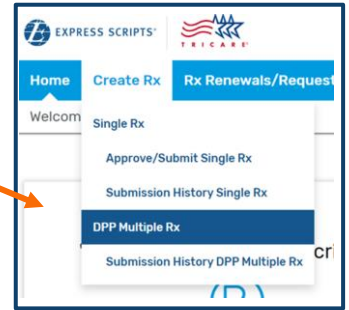 EXPRESS SCRIPTS® TRICARE
Home Create Rx Rx Renewals/Request
Welcom
Single Rx
Approve/Submit Single Rx
Submission History Single Rx
DPP Multiple Rx
cri
Submission History DPP Multiple Rx
(R)